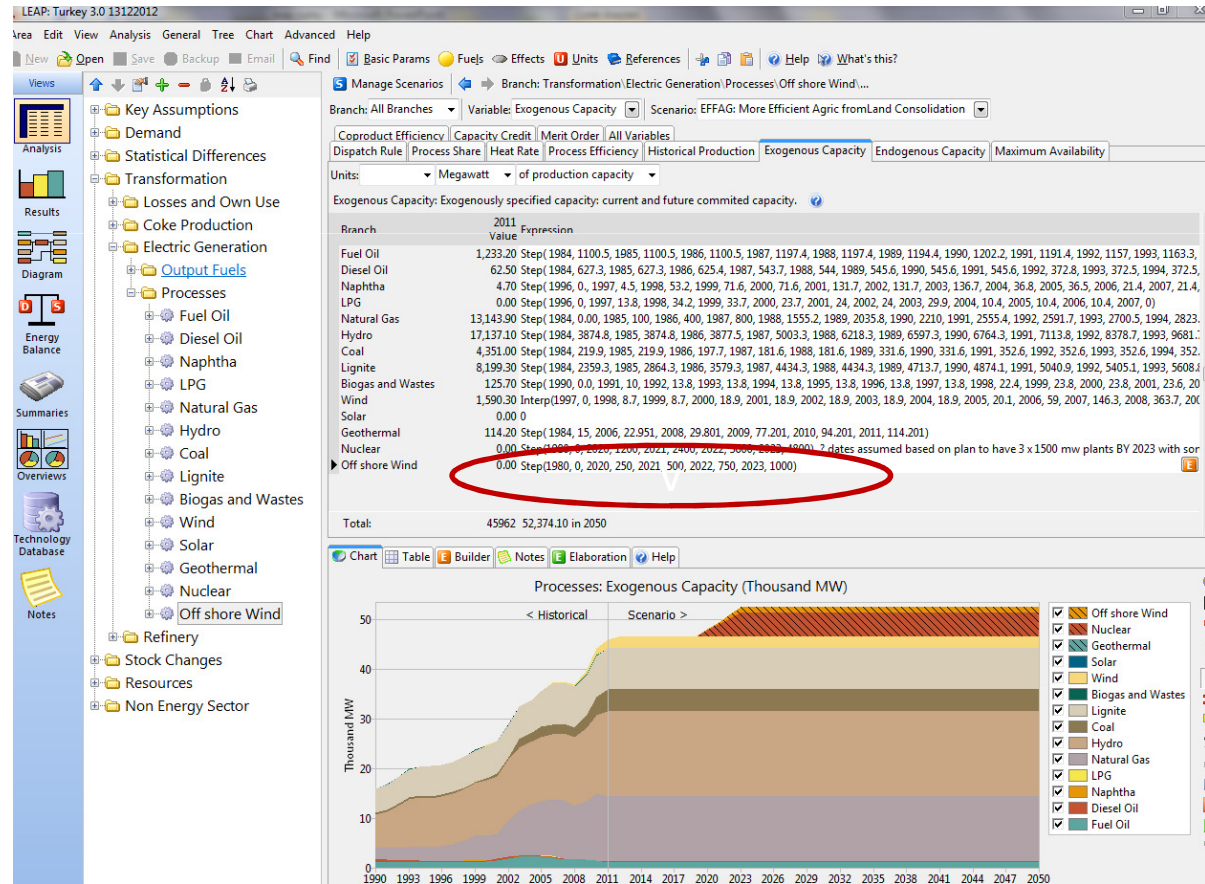 LEAP: Turkey 3.0 13122012
Area Edit View Analysis General Tree Chart Advanced Help
New Open Save Backup Email Find Basic Params Fuels Effects Units References Help What's this?
Views
Analysis
Results
Diagram
Energy Balance
Summaries
Overviews
Technology Database
Notes
Key Assumptions
Demand
Statistical Differences
Transformation
Losses and Own Use
Coke Production
Electric Generation
Output Fuels
Processes
Fuel Oil
Diesel Oil
Naphtha
LPG
Natural Gas
Hydro
Coal
Lignite
Biogas and Wastes
Wind
Solar
Geothermal
Nuclear
Off shore Wind
Refinery
Stock Changes
Resources
Non Energy Sector
Manage Scenarios Branch: Transformation\Electric Generation\Processes\Off shore Wind\...
Branch: All Branches Variable: Exogenous Capacity Scenario: EFFAG: More Efficient Agric fromLand Consolidation
Coproduct Efficiency Capacity Credit Merit Order All Variables
Dispatch Rule Process Share Heat Rate Process Efficiency Historical Production Exogenous Capacity Endogenous Capacity Maximum Availability
Units: Megawatt of production capacity
Exogenous Capacity: Exogenously specified capacity: current and future commited capacity.
Branch 2011 Value Expression
Fuel Oil 1,233.20 Step( 1984, 1100.5, 1985, 1100.5, 1986, 1100.5, 1987, 1197.4, 1988, 1197.4, 1989, 1194.4, 1990, 1202.2, 1991, 1191.4, 1992, 1157, 1993, 1163.3,
Diesel Oil 62.50 Step( 1984, 627.3, 1985, 627.3, 1986, 625.4, 1987, 543.7, 1988, 544, 1989, 545.6, 1990, 545.6, 1991, 545.6, 1992, 372.8, 1993, 372.5, 1994, 372.5,
Naphtha 4.70 Step( 1996, 0., 1997, 4.5, 1998, 53.2, 1999, 71.6, 2000, 71.6, 2001, 131.7, 2002, 131.7, 2003, 136.7, 2004, 36.8, 2005, 36.5, 2006, 21.4, 2007, 21.4,
LPG 0.00 Step( 1996, 0, 1997, 13.8, 1998, 34.2, 1999, 33.7, 2000, 23.7, 2001, 24, 2002, 24, 2003, 29.9, 2004, 10.4, 2005, 10.4, 2006, 10.4, 2007, 0)
Natural Gas 13,143.90 Step( 1984, 0.00, 1985, 100, 1986, 400, 1987, 800, 1988, 1555.2, 1989, 2035.8, 1990, 2210, 1991, 2555.4, 1992, 2591.7, 1993, 2700.5, 1994, 2823.
Hydro 17,137.10 Step( 1984, 3874.8, 1985, 3874.8, 1986, 3877.5, 1987, 5003.3, 1988, 6218.3, 1989, 6597.3, 1990, 6764.3, 1991, 7113.8, 1992, 8378.7, 1993, 9681.
Coal 4,351.00 Step( 1984, 219.9, 1985, 219.9, 1986, 197.7, 1987, 181.6, 1988, 181.6, 1989, 331.6, 1990, 331.6, 1991, 352.6, 1992, 352.6, 1993, 352.6, 1994, 352.
Lignite 8,199.30 Step( 1984, 2359.3, 1985, 2864.3, 1986, 3579.3, 1987, 4434.3, 1988, 4434.3, 1989, 4713.7, 1990, 4874.1, 1991, 5040.9, 1992, 5405.1, 1993, 5608.
Biogas and Wastes 125.70 Step( 1990, 0.0, 1991, 10, 1992, 13.8, 1993, 13.8, 1994, 13.8, 1995, 13.8, 1996, 13.8, 1997, 13.8, 1998, 22.4, 1999, 23.8, 2000, 23.8, 2001, 23.6, 20
Wind 1,590.30 Interp(1997, 0, 1998, 8.7, 1999, 8.7, 2000, 18.9, 2001, 18.9, 2002, 18.9, 2003, 18.9, 2004, 18.9, 2005, 20.1, 2006, 59, 2007, 146.3, 2008, 363.7, 200
Solar 0.00 0
Geothermal 114.20 Step( 1984, 15, 2006, 22.951, 2008, 29.801, 2009, 77.201, 2010, 94.201, 2011, 114.201)
Nuclear 0.00 Step(1980, 0, 2020, 1200, 2021, 2400, 2022, 3600, 2023, 4800) ? dates assumed based on plan to have 3 x 1500 mw plants BY 2023 with sor
Off shore Wind 0.00 Step(1980, 0, 2020, 250, 2021 500, 2022, 750, 2023, 1000)
V
Total: 45962 52,374.10 in 2050
Chart Table Builder Notes Elaboration Help
Processes: Exogenous Capacity (Thousand MW)
< Historical Scenario >
Thousand MW
50
40
30
20
10
0
1990 1993 1996 1999 2002 2005 2008 2011 2014 2017 2020 2023 2026 2029 2032 2035 2038 2041 2044 2047 2050
Off shore Wind
Nuclear
Geothermal
Solar
Wind
Biogas and Wastes
Lignite
Coal
Hydro
Natural Gas
LPG
Naphtha
Diesel Oil
Fuel Oil